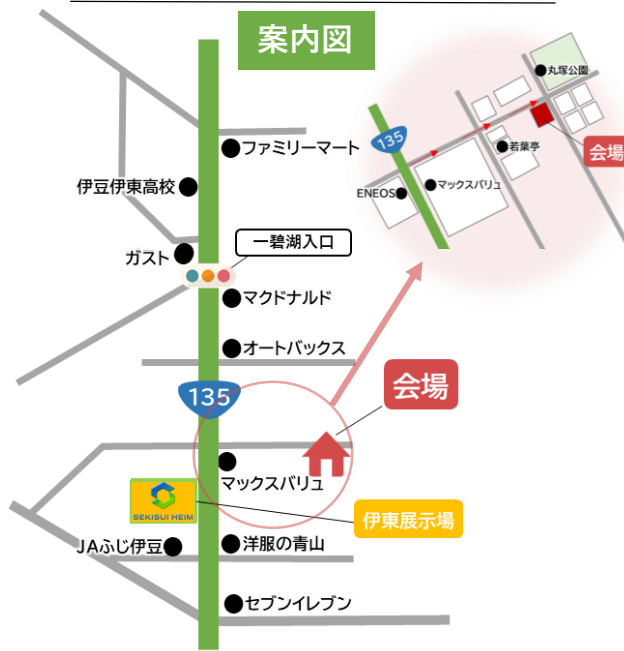 案内図
丸塚公園
135
若葉亭
会場
ENEOS
マックスバリュ
ファミリーマート
伊豆伊東高校
一碧湖入口
ガスト
マクドナルド
オートバックス
135
会場
マックスバリュ
SEKISUI HEIM
伊東展示場
JAふじ伊豆
洋服の青山
セブンイレブン